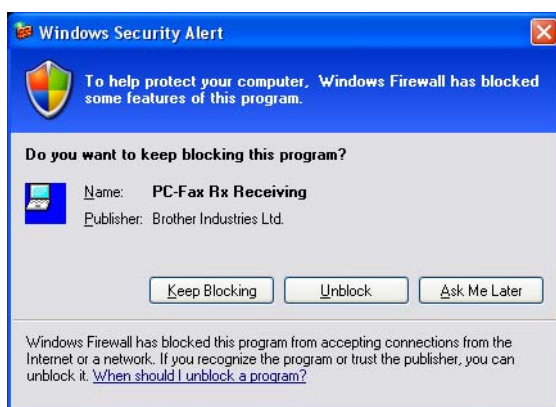 Windows Security Alert
To help protect your computer, Windows Firewall has blocked
some features of this program.
Do you want to keep blocking this program?
Name: PC-Fax Rx Receiving
Publisher: Brother Industries Ltd.
Keep Blocking Unblock Ask Me Later
Windows Firewall has blocked this program from accepting connections from the
Internet or a network. If you recognize the program or trust the publisher, you can
unblock it. When should I unblock a program?